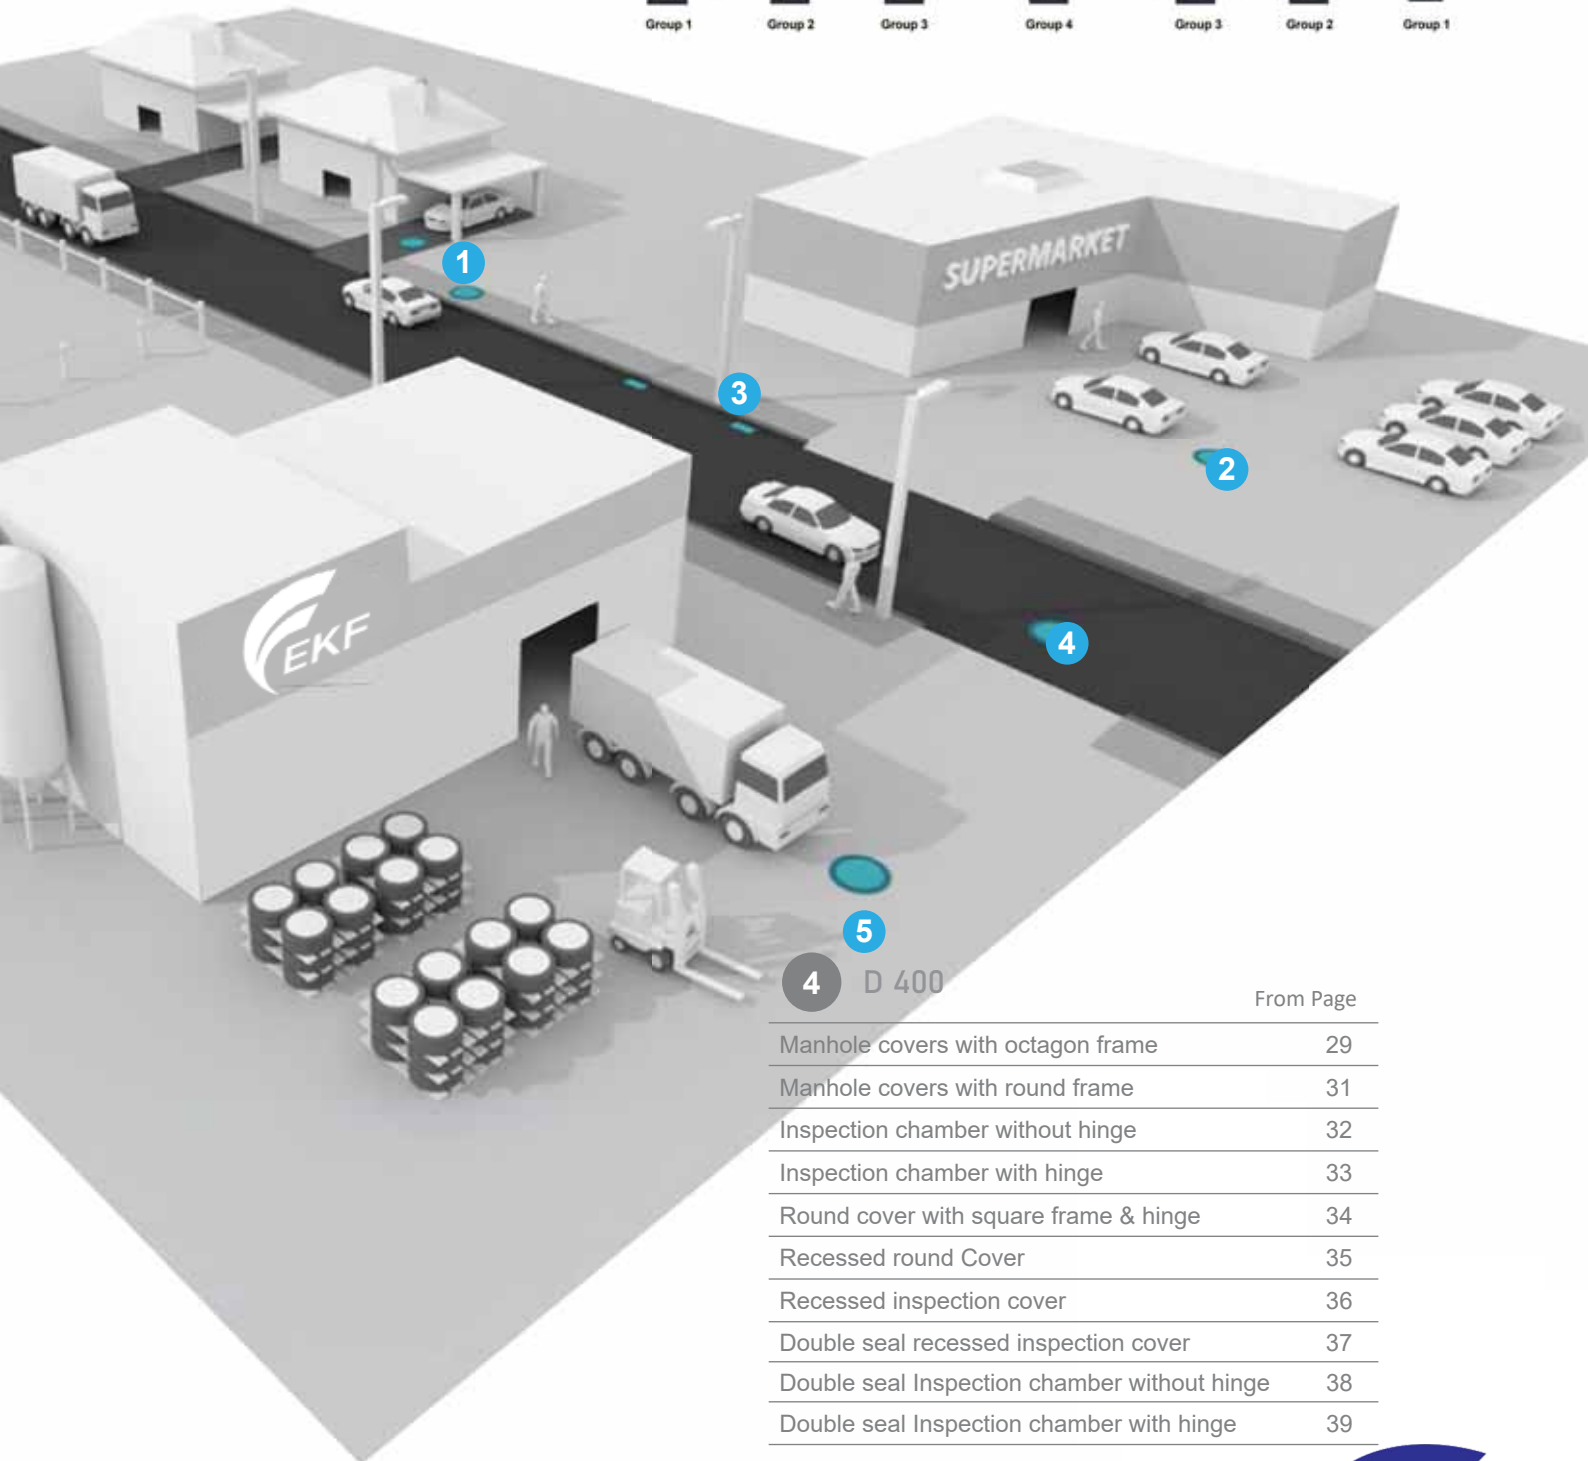 Group 1 Group 2 Group 3 Group 4 Group 3 Group 2 Group 1
1
SUPERMARKET
3
2
4
EKF
5
4 D 400
From Page
Manhole covers with octagon frame 29
Manhole covers with round frame 31
Inspection chamber without hinge 32
Inspection chamber with hinge 33
Round cover with square frame & hinge 34
Recessed round Cover 35
Recessed inspection cover 36
Double seal recessed inspection cover 37
Double seal Inspection chamber without hinge 38
Double seal Inspection chamber with hinge 39